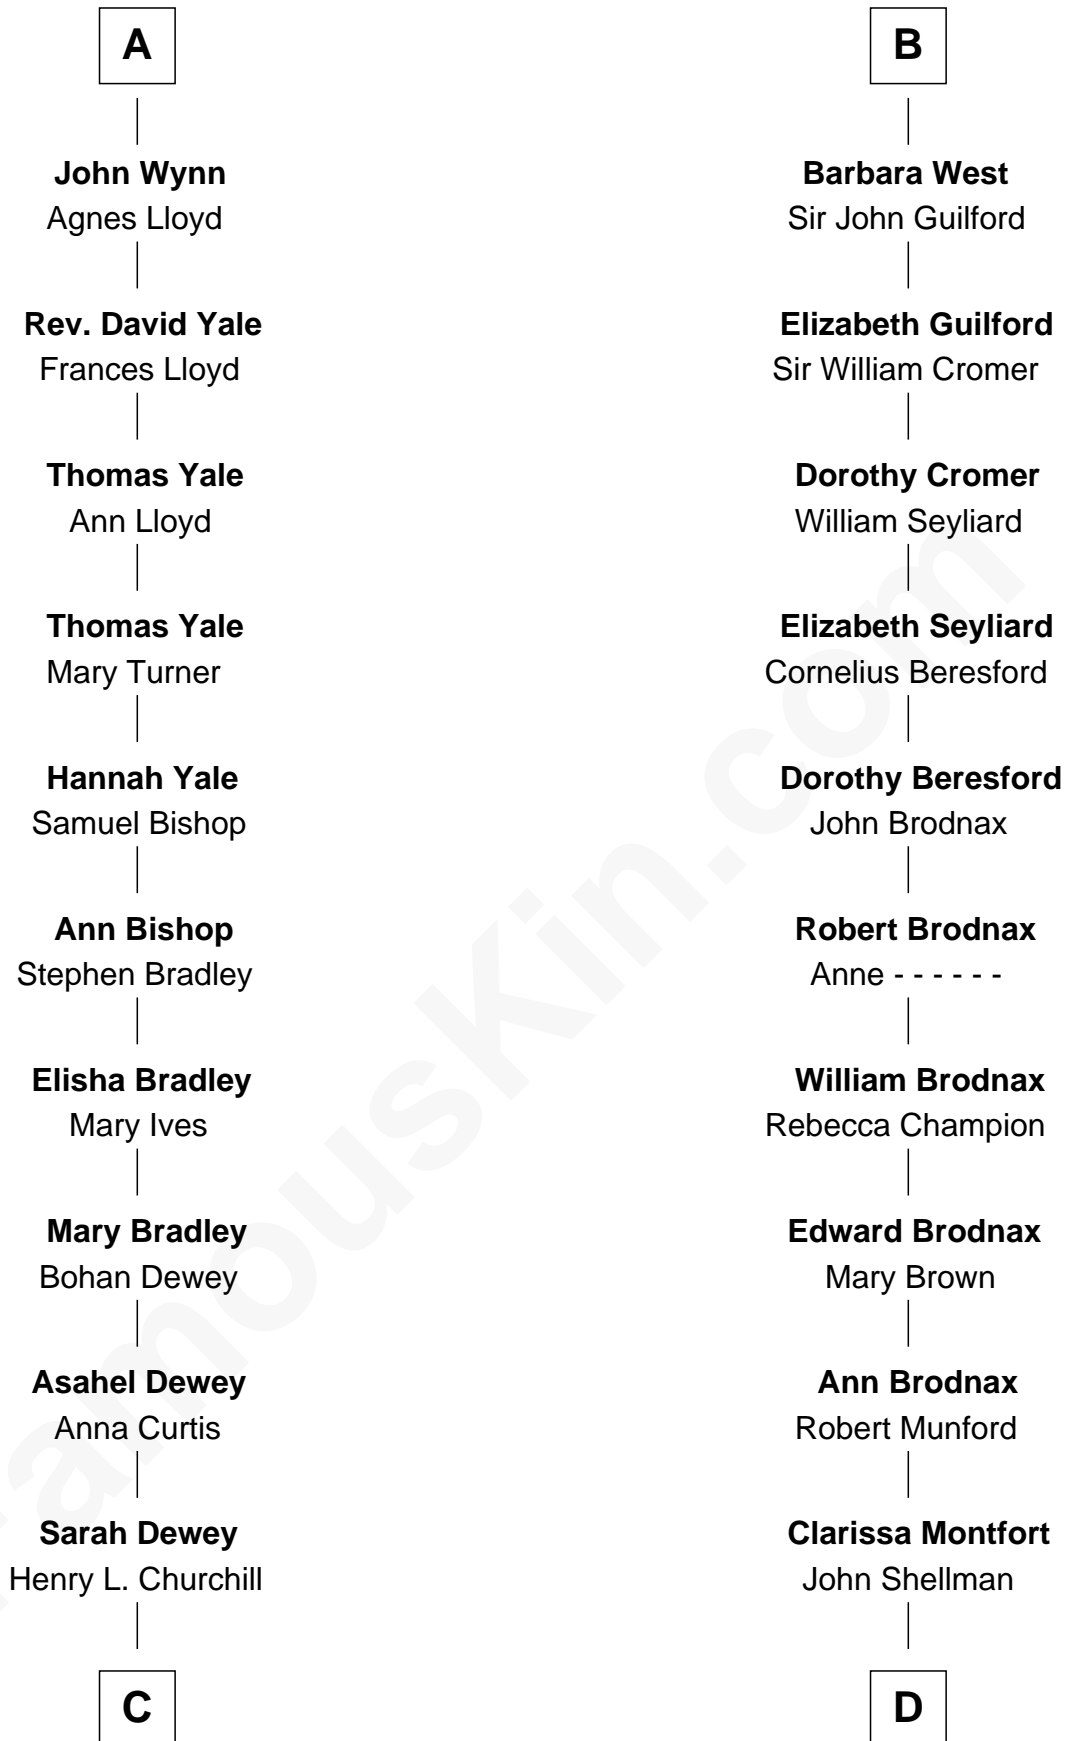 A
John Wynn
Agnes Lloyd
Rev. David Yale
Frances Lloyd
Thomas Yale
Ann Lloyd
Thomas Yale
Mary Turner
Hannah Yale
Samuel Bishop
Ann Bishop
Stephen Bradley
Elisha Bradley
Mary Ives
Mary Bradley
Bohan Dewey
Asahel Dewey
Anna Curtis
Sarah Dewey
Henry L. Churchill
C
B
Barbara West
Sir John Guilford
Elizabeth Guilford
Sir William Cromer
Dorothy Cromer
William Seyliard
Elizabeth Seyliard
Cornelius Beresford
Dorothy Beresford
John Brodnax
Robert Brodnax
Anne - - - - - -
William Brodnax
Rebecca Champion
Edward Brodnax
Mary Brown
Ann Brodnax
Robert Munford
Clarissa Montfort
John Shellman
D
FamousKin.com